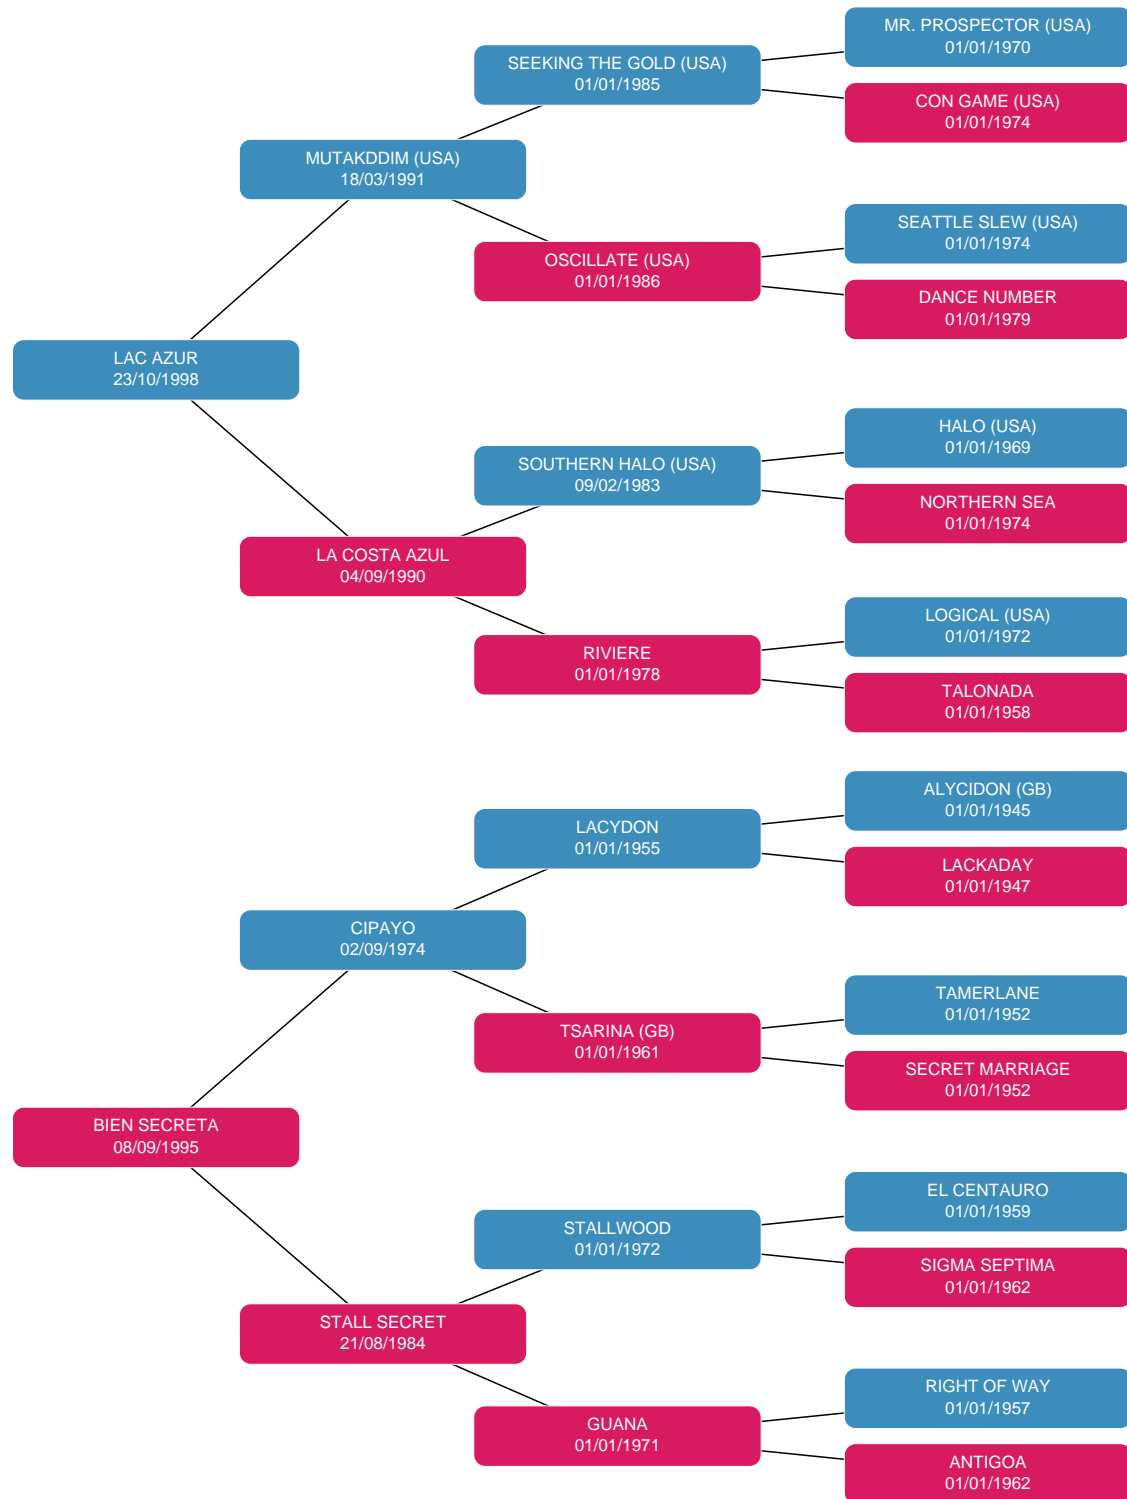 MR. PROSPECTOR (USA)
01/01/1970
SEEKING THE GOLD (USA)
01/01/1985
CON GAME (USA)
01/01/1974
MUTAKDDIM (USA)
18/03/1991
SEATTLE SLEW (USA)
01/01/1974
OSCILLATE (USA)
01/01/1986
DANCE NUMBER
01/01/1979
LAC AZUR
23/10/1998
HALO (USA)
01/01/1969
SOUTHERN HALO (USA)
09/02/1983
NORTHERN SEA
01/01/1974
LA COSTA AZUL
04/09/1990
LOGICAL (USA)
01/01/1972
RIVIERE
01/01/1978
TALONADA
01/01/1958
ALYCIDON (GB)
01/01/1945
LACYDON
01/01/1955
LACKADAY
01/01/1947
CIPAYO
02/09/1974
TAMERLANE
01/01/1952
TSARINA (GB)
01/01/1961
SECRET MARRIAGE
01/01/1952
BIEN SECRETA
08/09/1995
EL CENTAURO
01/01/1959
STALLWOOD
01/01/1972
SIGMA SEPTIMA
01/01/1962
STALL SECRET
21/08/1984
RIGHT OF WAY
01/01/1957
GUANA
01/01/1971
ANTIGOA
01/01/1962